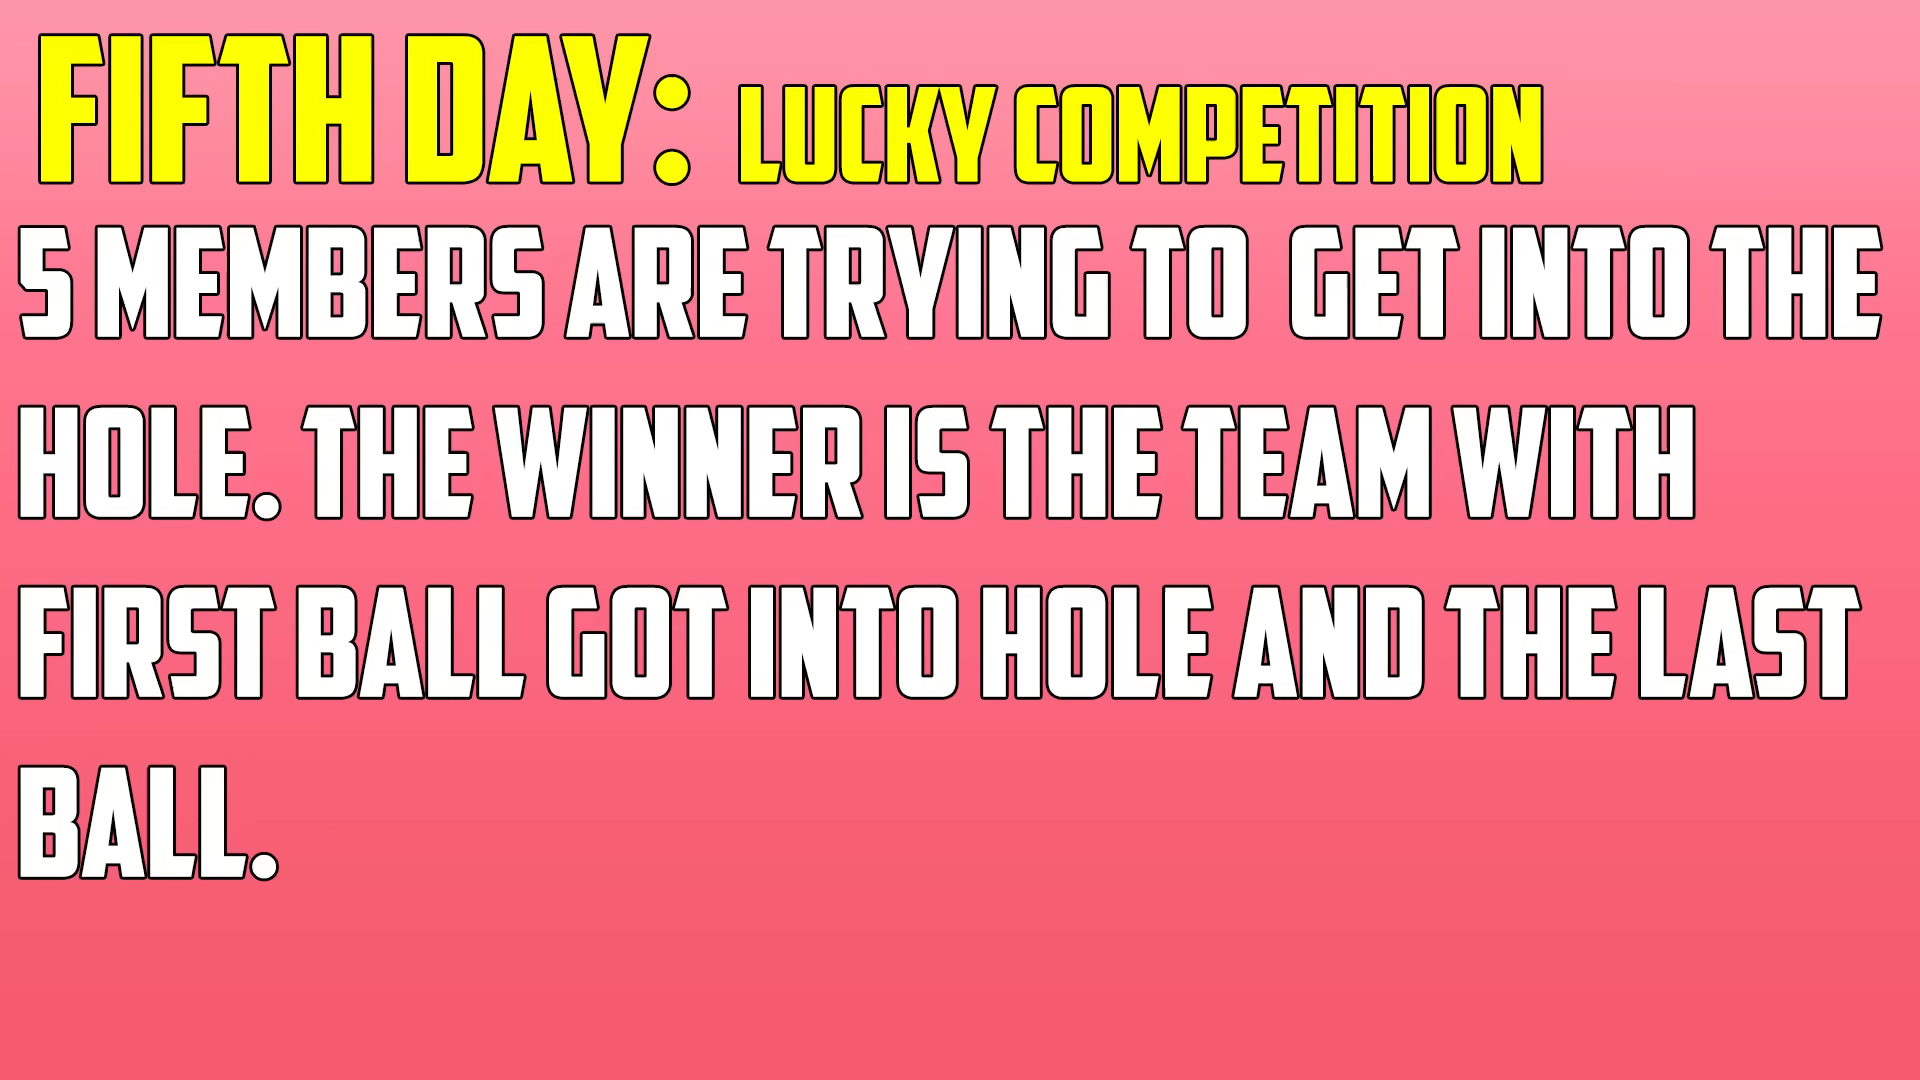 FIFTH DAY: LUCKY COMPETITION
5 MEMBERS ARE TRYING TO GET INTO THE
HOLE. THE WINNER IS THE TEAM WITH
FIRST BALL GOT INTO HOLE AND THE LAST
BALL.